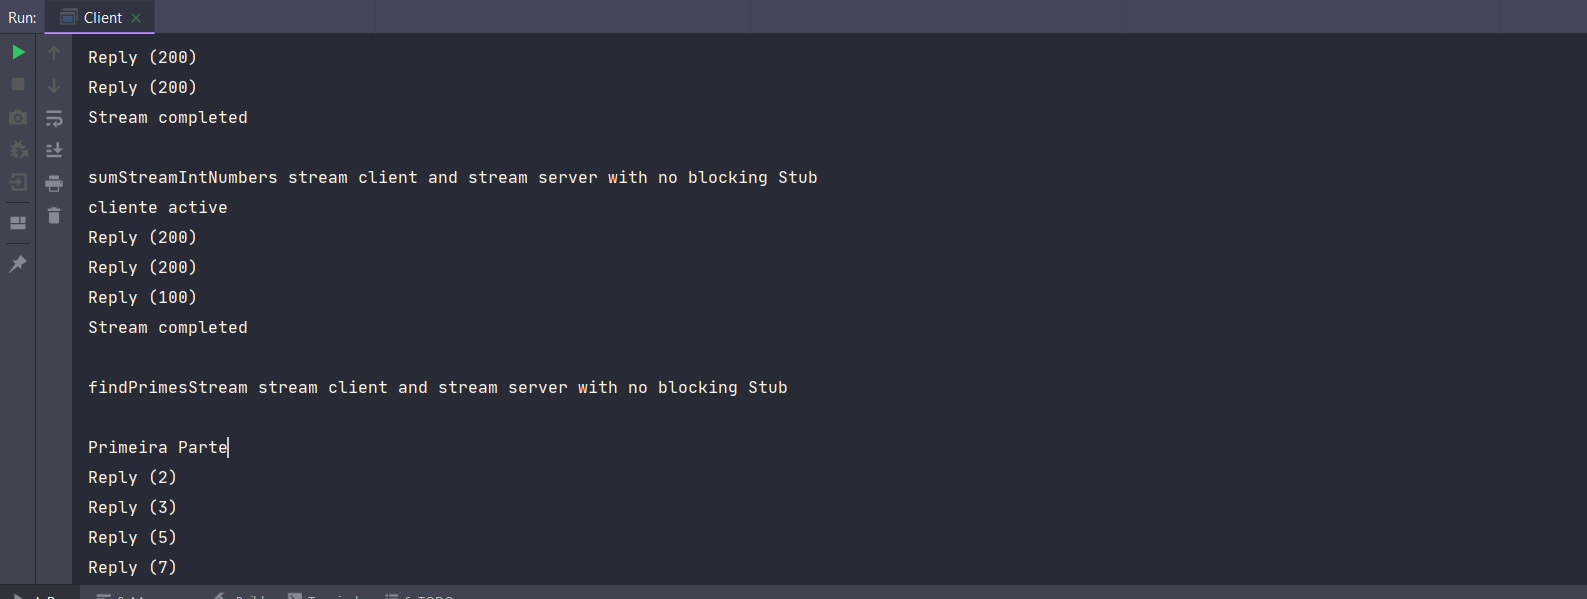 Run: Client
Reply (200)
Reply (200)
Stream completed
sumStreamIntNumbers stream client and stream server with no blocking Stub
cliente active
Reply (200)
Reply (200)
Reply (100)
Stream completed
findPrimesStream stream client and stream server with no blocking Stub
Primeira Parte
Reply (2)
Reply (3)
Reply (5)
Reply (7)